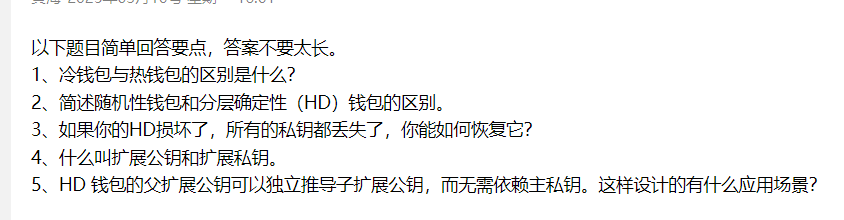 以下题目简单回答要点，答案不要太长。
1、冷钱包与热钱包的区别是什么？
2、简述随机性钱包和分层确定性（HD）钱包的区别。
3、如果你的HD损坏了，所有的私钥都丢失了，你能如何恢复它？
4、什么叫扩展公钥和扩展私钥。
5、HD 钱包的父扩展公钥可以独立推导子扩展公钥，而无需依赖主私钥。这样设计的有什么应用场景？